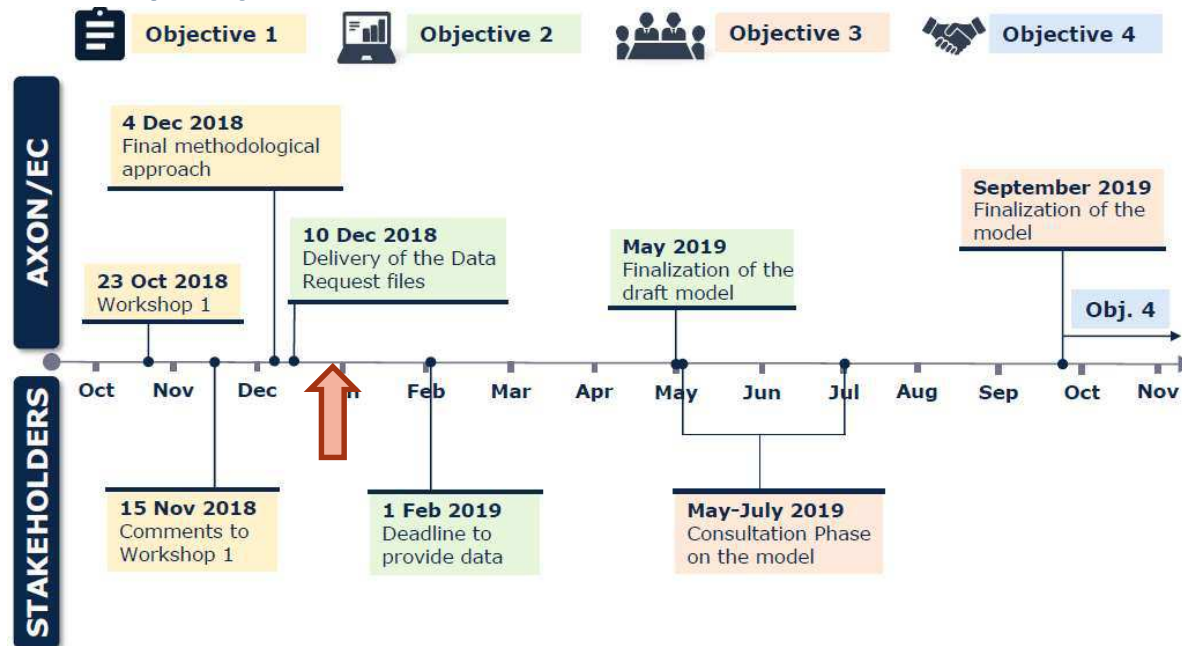 Objective 1
Objective 2
Objective 3
Objective 4
AXON/EC
4 Dec 2018
Final methodological
approach
23 Oct 2018
Workshop 1
10 Dec 2018
Delivery of the Data
Request files
May 2019
Finalization of the
draft model
September 2019
Finalization of the
model
Obj. 4
Oct
Nov
Dec
Feb
Mar
Apr
May
Jun
Jul
Aug
Sep
Oct
Nov
STAKEHOLDERS
15 Nov 2018
Comments to
Workshop 1
1 Feb 2019
Deadline to
provide data
May-July 2019
Consultation Phase
on the model